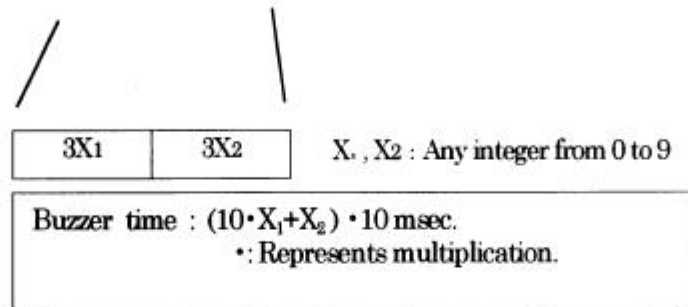 3X1 3X2 X. , X2 : Any integer from 0 to 9
Buzzer time : (10•X₁+X₂) •10 msec.
•: Represents multiplication.